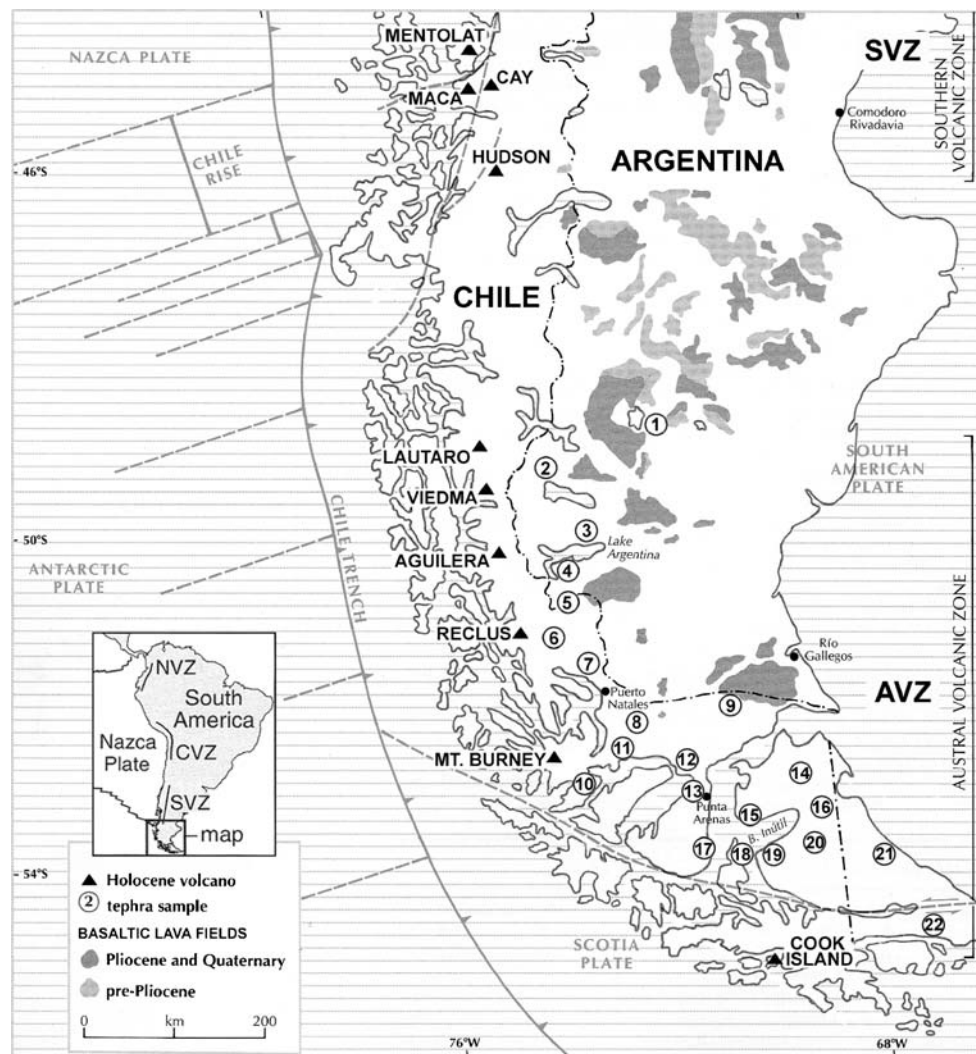 MENTOLAT
NAZCA PLATE
CAY
MACA
SVZ
SOUTHERN
VOLCANIC ZONE
Comodoro
Rivadavia
CHILE
RISE
HUDSON
ARGENTINA
46°S
CHILE
1
LAUTARO
2
SOUTH
AMERICAN
PLATE
VIEDMA
CHILE TRENCH
3
Lake
Argentina
50°S
AGUILERA
4
ANTARCTIC
PLATE
5
AUSTRAL VOLCANIC ZONE
RECLUS
6
7
Río
Gallegos
Puerto
Natales
AVZ
8
9
11
MT. BURNEY
12
10
13
Punta
Arenas
14
15
16
B. Inútil
17
18
19
20
21
54°S
22
SCOTIA
PLATE
COOK
ISLAND
NVZ
South
America
Nazca
Plate
CVZ
SVZ
map
Holocene volcano
2 tephra sample
BASALTIC LAVA FIELDS
Pliocene and Quaternary
pre-Pliocene
0 km 200
76°W
68°W